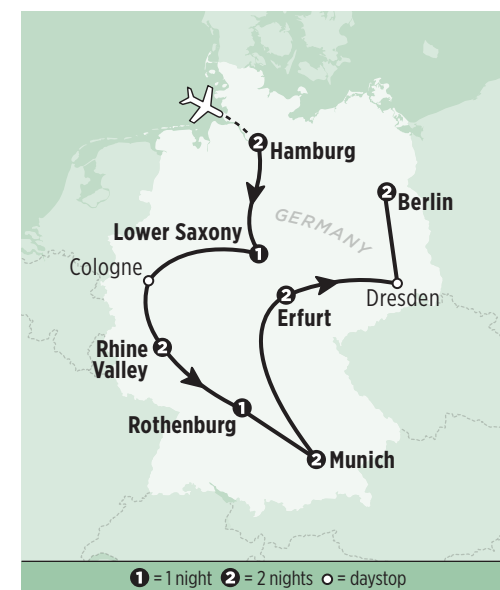 2 Hamburg
2
Berlin
GERMANY
Lower Saxony
1
Cologne
2
Erfurt
Dresden
Rhine 2
Valley
1
Rothenburg
2 Munich
1 = 1 night 2 = 2 nights = daystop